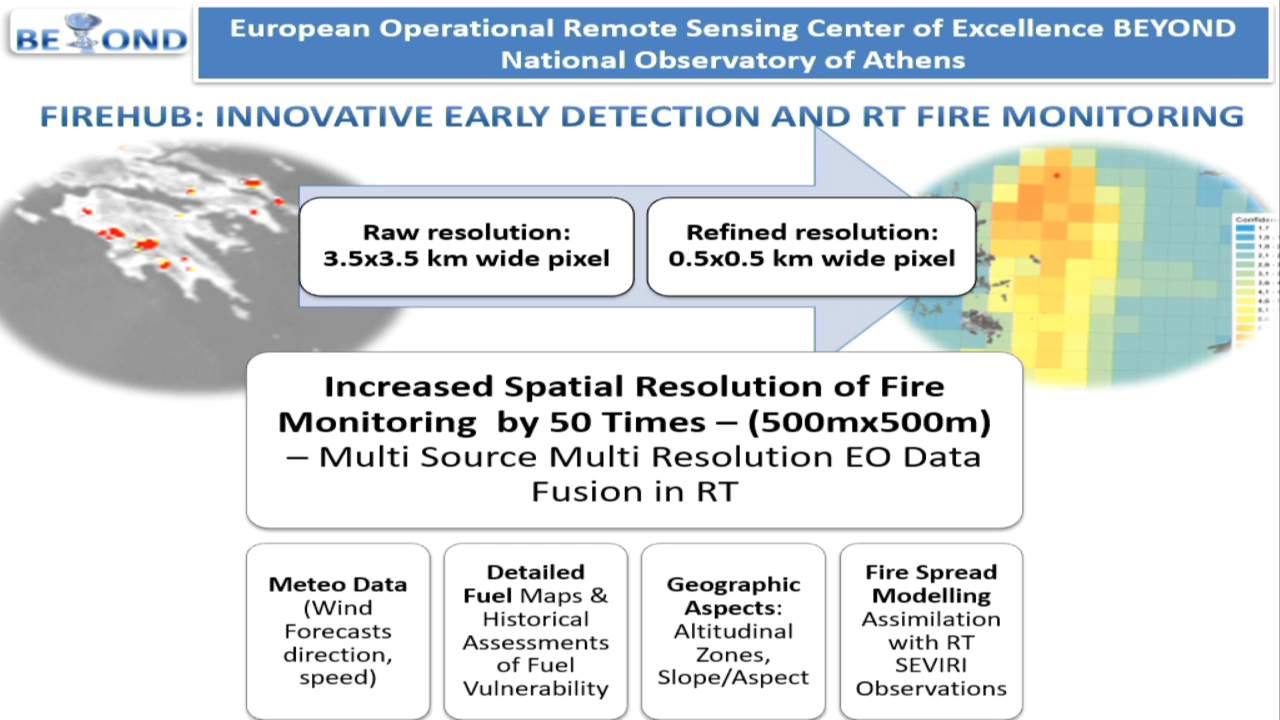 BEYOND
European Operational Remote Sensing Center of Excellence BEYOND
National Observatory of Athens
FIREHUB: INNOVATIVE EARLY DETECTION AND RT FIRE MONITORING
Raw resolution:
3.5x3.5 km wide pixel
Refined resolution:
0.5x0.5 km wide pixel
Increased Spatial Resolution of Fire
Monitoring by 50 Times – (500mx500m)
– Multi Source Multi Resolution EO Data
Fusion in RT
Meteo Data
(Wind
Forecasts
direction,
speed)
Detailed
Fuel Maps &
Historical
Assessments
of Fuel
Vulnerability
Geographic
Aspects:
Altitudinal
Zones,
Slope/Aspect
Fire Spread
Modelling
Assimilation
with RT
SEVIRI
Observations